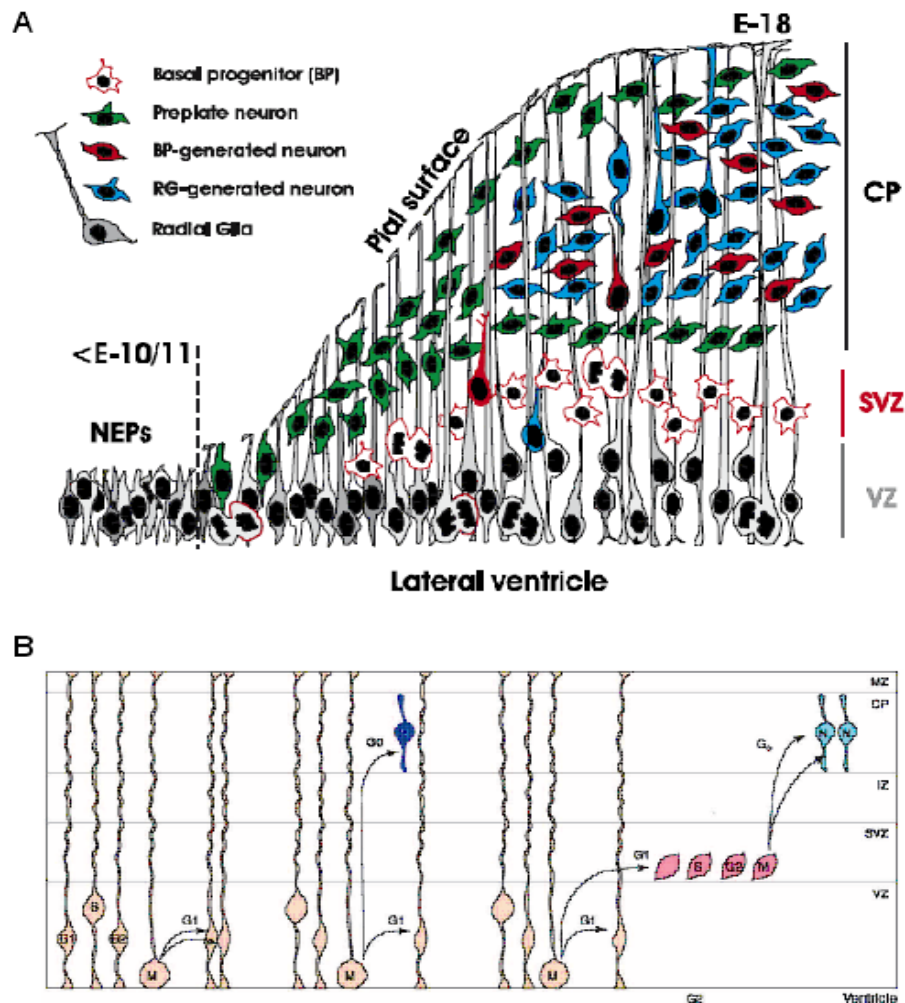 A
E-18
Basal progenitor (BP)
Preplate neuron
BP-generated neuron
RG-generated neuron
Radial Glia
Pial surface
CP
<E-10/11
NEPs
SVZ
VZ
Lateral ventricle
B
MZ
CP
G0
N
N
IZ
SVZ
G1
S
G2
M
VZ
S
G1
G2
G1
G1
G1
M
M
M
G2
Ventricle